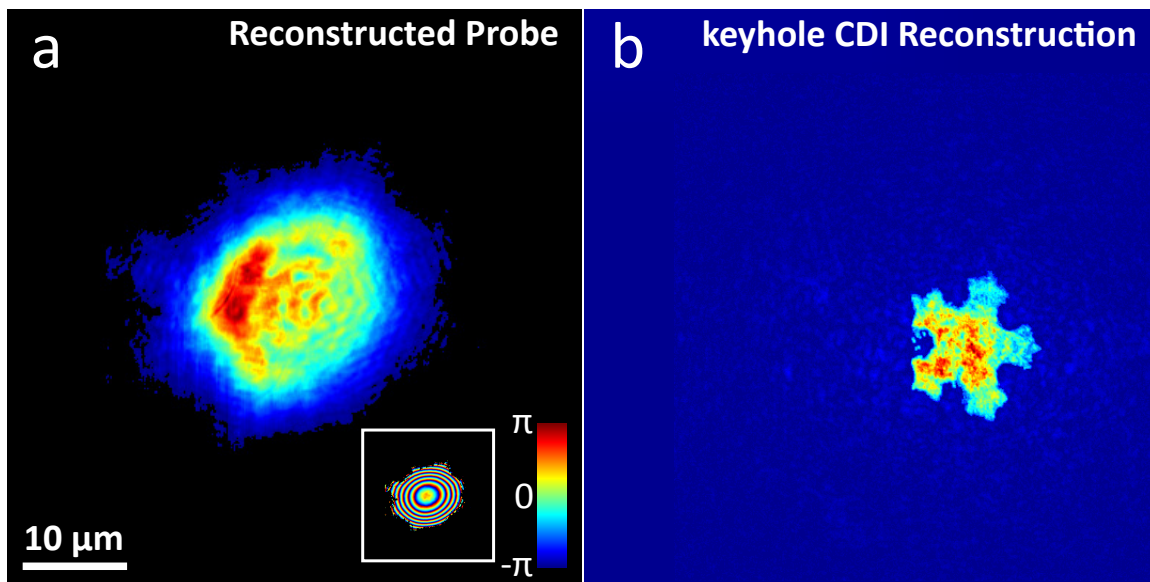 a
Reconstructed Probe
b
keyhole CDI Reconstruction
π
0
-π
10 μm